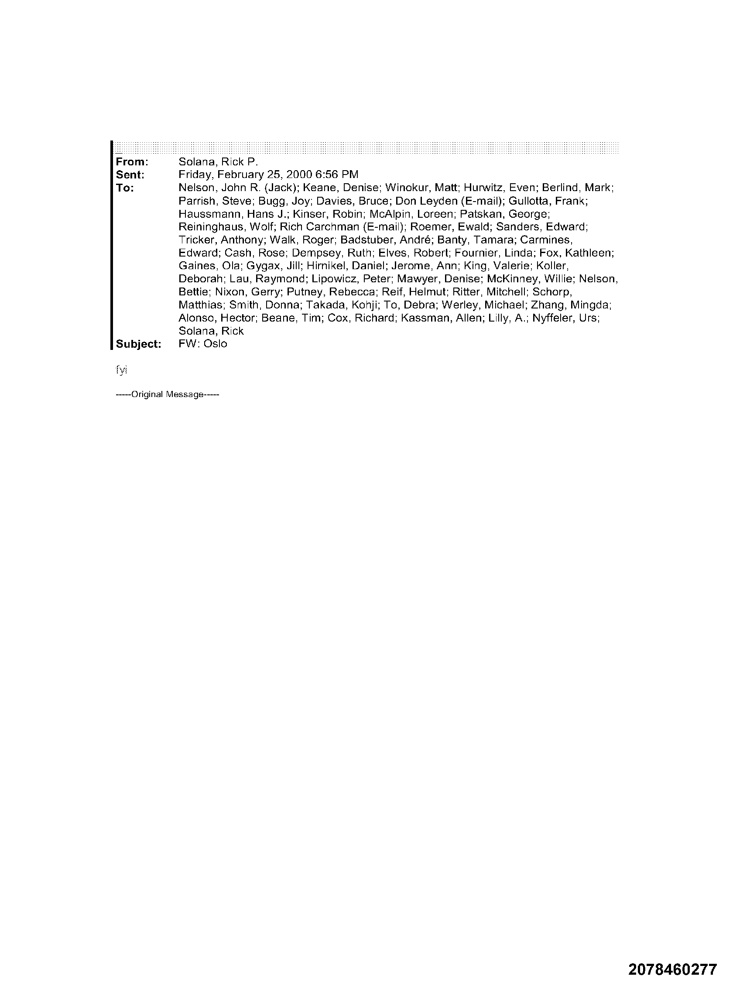 From: Solana, Rick P.
Sent: Friday, February 25, 2000 6:56 PM
To: Nelson, John R. (Jack); Keane, Denise; Winokur, Matt; Hurwitz, Even; Berlind, Mark;
Parrish, Steve; Bugg, Joy; Davies, Bruce; Don Leyden (E-mail); Gullotta, Frank;
Haussmann, Hans J.; Kinser, Robin; McAlpin, Loreen; Patskan, George;
Reininghaus, Wolf; Rich Carchman (E-mail); Roemer, Ewald; Sanders, Edward;
Tricker, Anthony; Walk, Roger; Badstuber, André; Banty, Tamara; Carmines,
Edward; Cash, Rose; Dempsey, Ruth; Elves, Robert; Fournier, Linda; Fox, Kathleen;
Gaines, Ola; Gygax, Jill; Hirnikel, Daniel; Jerome, Ann; King, Valerie; Koller,
Deborah; Lau, Raymond; Lipowicz, Peter; Mawyer, Denise; McKinney, Willie; Nelson,
Bettie; Nixon, Gerry; Putney, Rebecca; Reif, Helmut; Ritter, Mitchell; Schorp,
Matthias; Smith, Donna; Takada, Kohji; To, Debra; Werley, Michael; Zhang, Mingda;
Alonso, Hector; Beane, Tim; Cox, Richard; Kassman, Allen; Lilly, A.; Nyffeler, Urs;
Solana, Rick
Subject: FW: Oslo
fyi
-----Original Message-----
2078460277